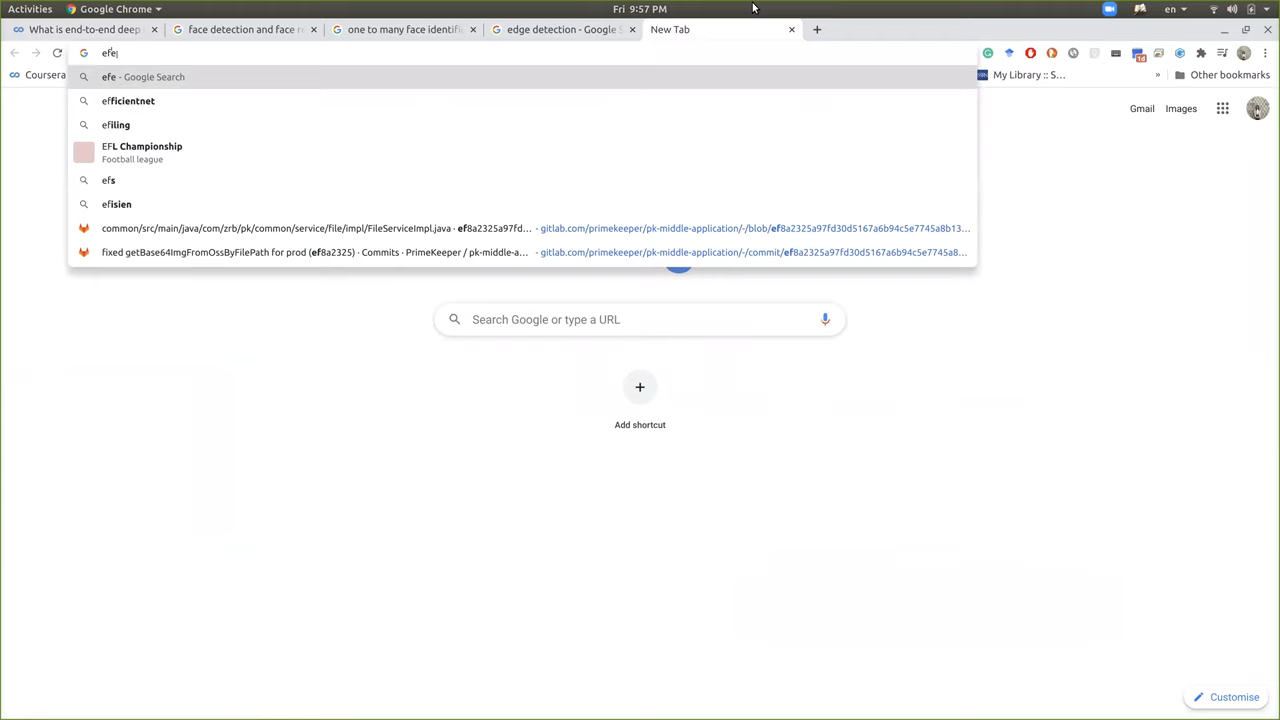 Activities Google Chrome Fri 9:57 PM en
What is end-to-end deep face detection and face r one to many face identifi edge detection - Google S New Tab
efe
Coursera My Library :: S... » Other bookmarks
efe - Google Search
efficientnet
efiling
EFL Championship
Football league
efs
efisien
common/src/main/java/com/zrb/pk/common/service/file/impl/FileServiceImpl.java · ef8a2325a97fd... - gitlab.com/primekeeper/pk-middle-application/-/blob/ef8a2325a97fd30d5167a6b94c5e7745a8b13...
fixed getBase64ImgFromOssByFilePath for prod (ef8a2325) · Commits · PrimeKeeper / pk-middle-a... - gitlab.com/primekeeper/pk-middle-application/-/commit/ef8a2325a97fd30d5167a6b94c5e7745a8...
Gmail Images
Search Google or type a URL
Add shortcut
Customise